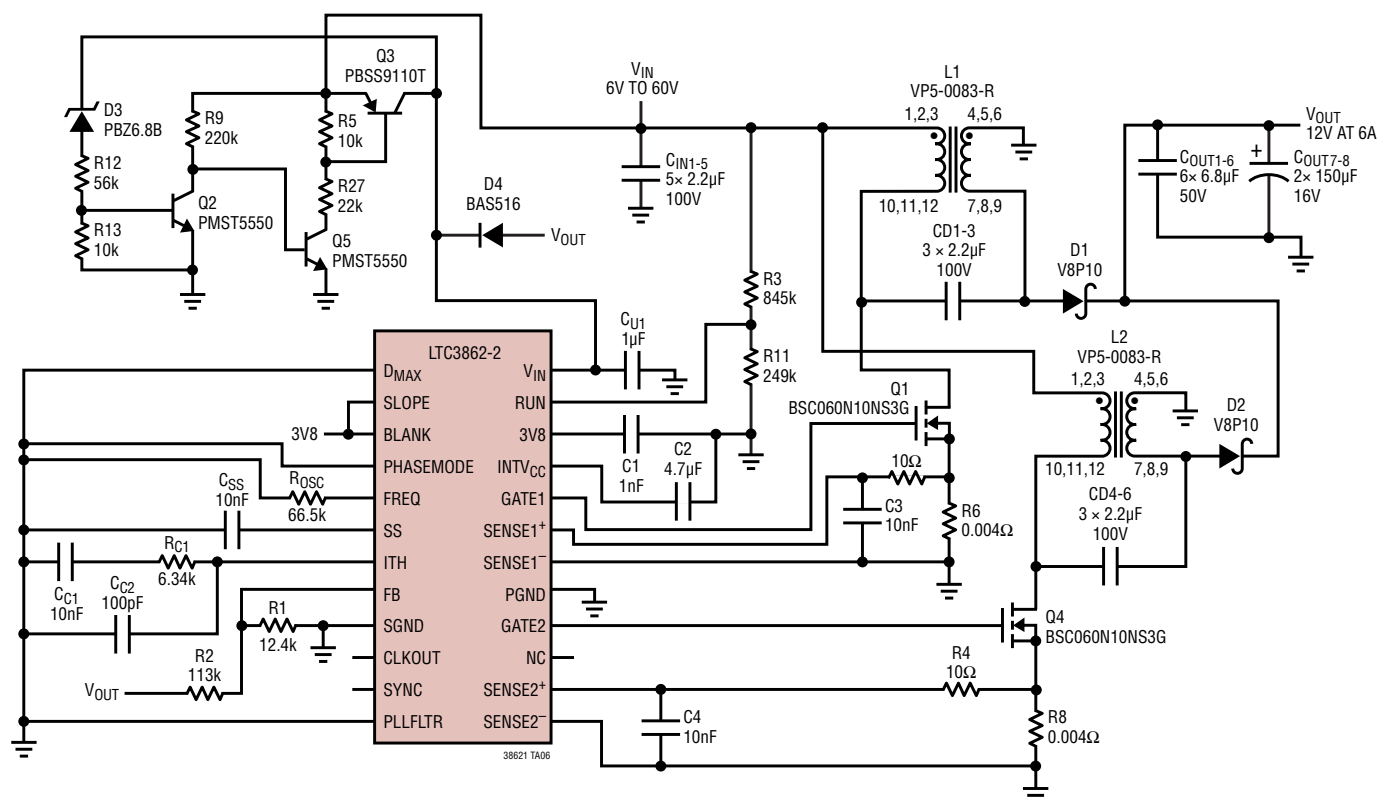 Q3
PBSS9110T
D3
PBZ6.8B
R9
220k
R5
10k
R12
56k
R27
22k
Q2
PMST5550
R13
10k
Q5
PMST5550
D4
BAS516
VOUT
VIN
6V TO 60V
CIN1-5
5× 2.2µF
100V
L1
VP5-0083-R
1,2,3
4,5,6
10,11,12
7,8,9
CD1-3
3 × 2.2µF
100V
D1
V8P10
VOUT
12V AT 6A
COUT1-6
6× 6.8µF
50V
+
COUT7-8
2× 150µF
16V
R3
845k
R11
249k
L2
VP5-0083-R
1,2,3
4,5,6
10,11,12
7,8,9
D2
V8P10
CD4-6
3 × 2.2µF
100V
Q1
BSC060N10NS3G
10Ω
C3
10nF
R6
0.004Ω
Q4
BSC060N10NS3G
R4
10Ω
R8
0.004Ω
C4
10nF
CU1
1µF
C1
1nF
C2
4.7µF
LTC3862-2
DMAX
SLOPE
BLANK
PHASEMODE
FREQ
SS
ITH
FB
SGND
CLKOUT
SYNC
PLLFLTR
VIN
RUN
3V8
INTVCC
GATE1
SENSE1+
SENSE1–
PGND
GATE2
NC
SENSE2+
SENSE2–
3V8
CSS
10nF
ROSC
66.5k
RC1
6.34k
CC1
10nF
CC2
100pF
R1
12.4k
R2
113k
VOUT
38621 TA06